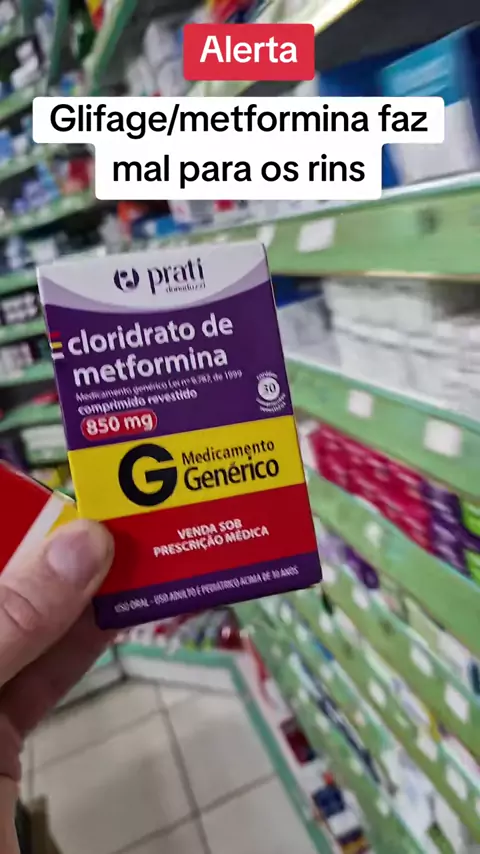 Alerta
Glifage/metformina faz
mal para os rins
prati
donaduzzi
cloridrato de
metformina
Medicamento genérico Lei nº 9.787, de 1999
comprimido revestido
30
850 mg
G Medicamento
Genérico
VENDA SOB
PRESCRIÇÃO MÉDICA
USO ORAL - USO ADULTO E PEDIÁTRICO ACIMA DE 10 ANOS